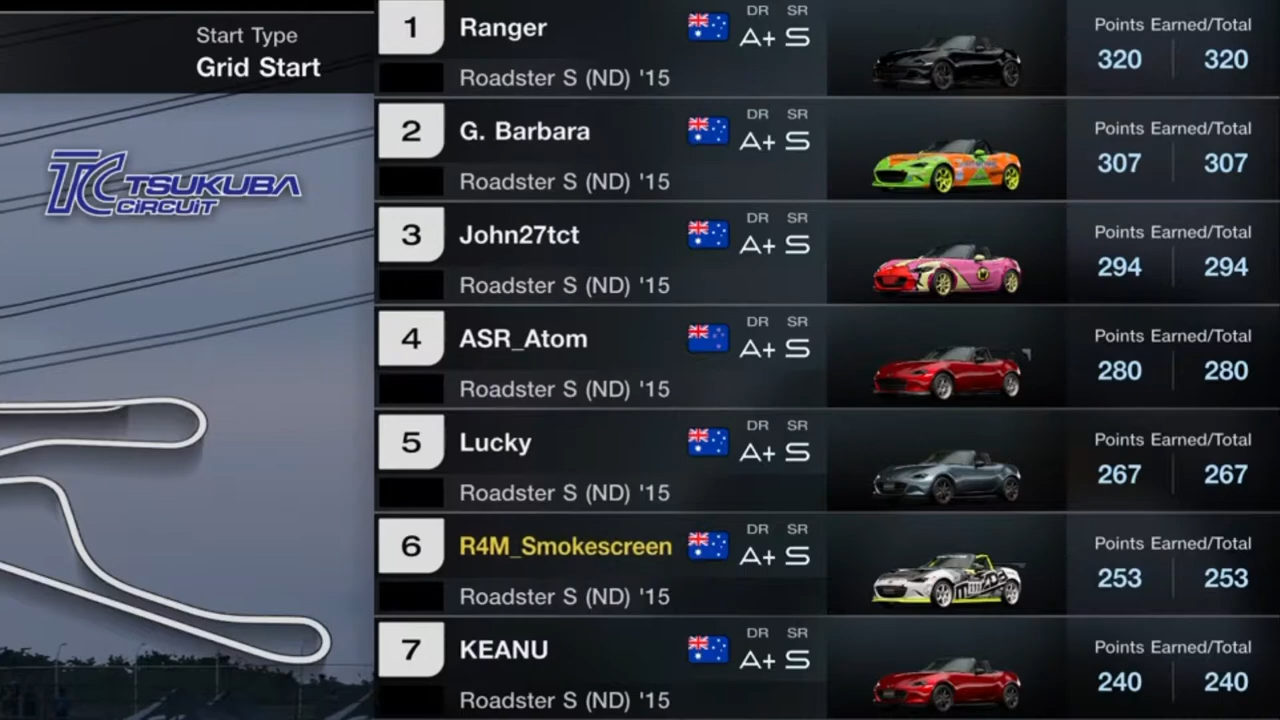 Start Type
Grid Start
TC TSUKUBA
CIRCUIT
1 Ranger DR SR A+ S Points Earned/Total
Roadster S (ND) '15 320 320
2 G. Barbara DR SR A+ S Points Earned/Total
Roadster S (ND) '15 307 307
3 John27tct DR SR A+ S Points Earned/Total
Roadster S (ND) '15 294 294
4 ASR_Atom DR SR A+ S Points Earned/Total
Roadster S (ND) '15 280 280
5 Lucky DR SR A+ S Points Earned/Total
Roadster S (ND) '15 267 267
6 R4M_Smokescreen DR SR A+ S Points Earned/Total
Roadster S (ND) '15 253 253
7 KEANU DR SR A+ S Points Earned/Total
Roadster S (ND) '15 240 240